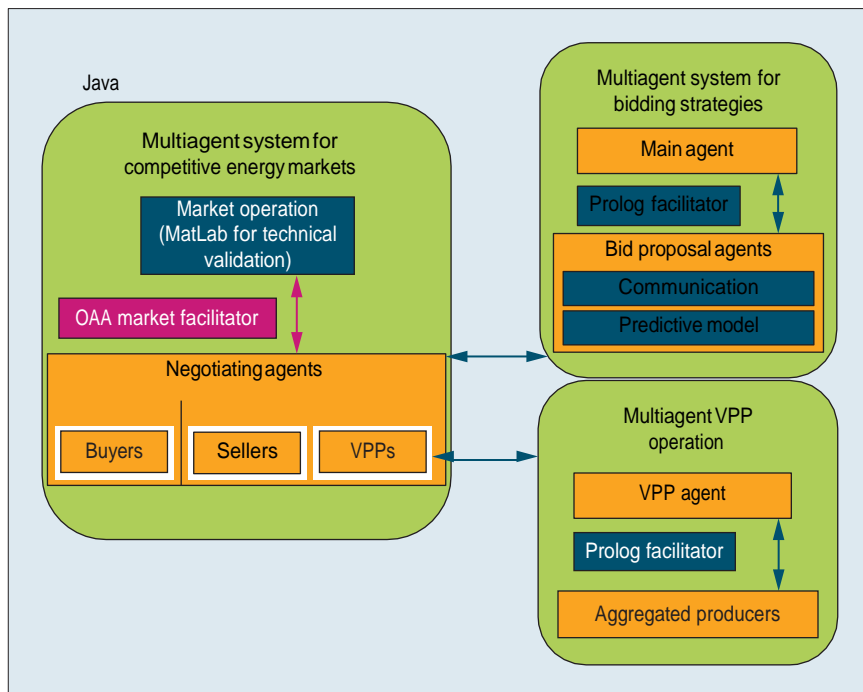 Java
Multiagent system for
competitive energy markets
Market operation
(MatLab for technical
validation)
OAA market facilitator
Negotiating agents
Buyers
Sellers
VPPs
Multiagent system for
bidding strategies
Main agent
Prolog facilitator
Bid proposal agents
Communication
Predictive model
Multiagent VPP
operation
VPP agent
Prolog facilitator
Aggregated producers